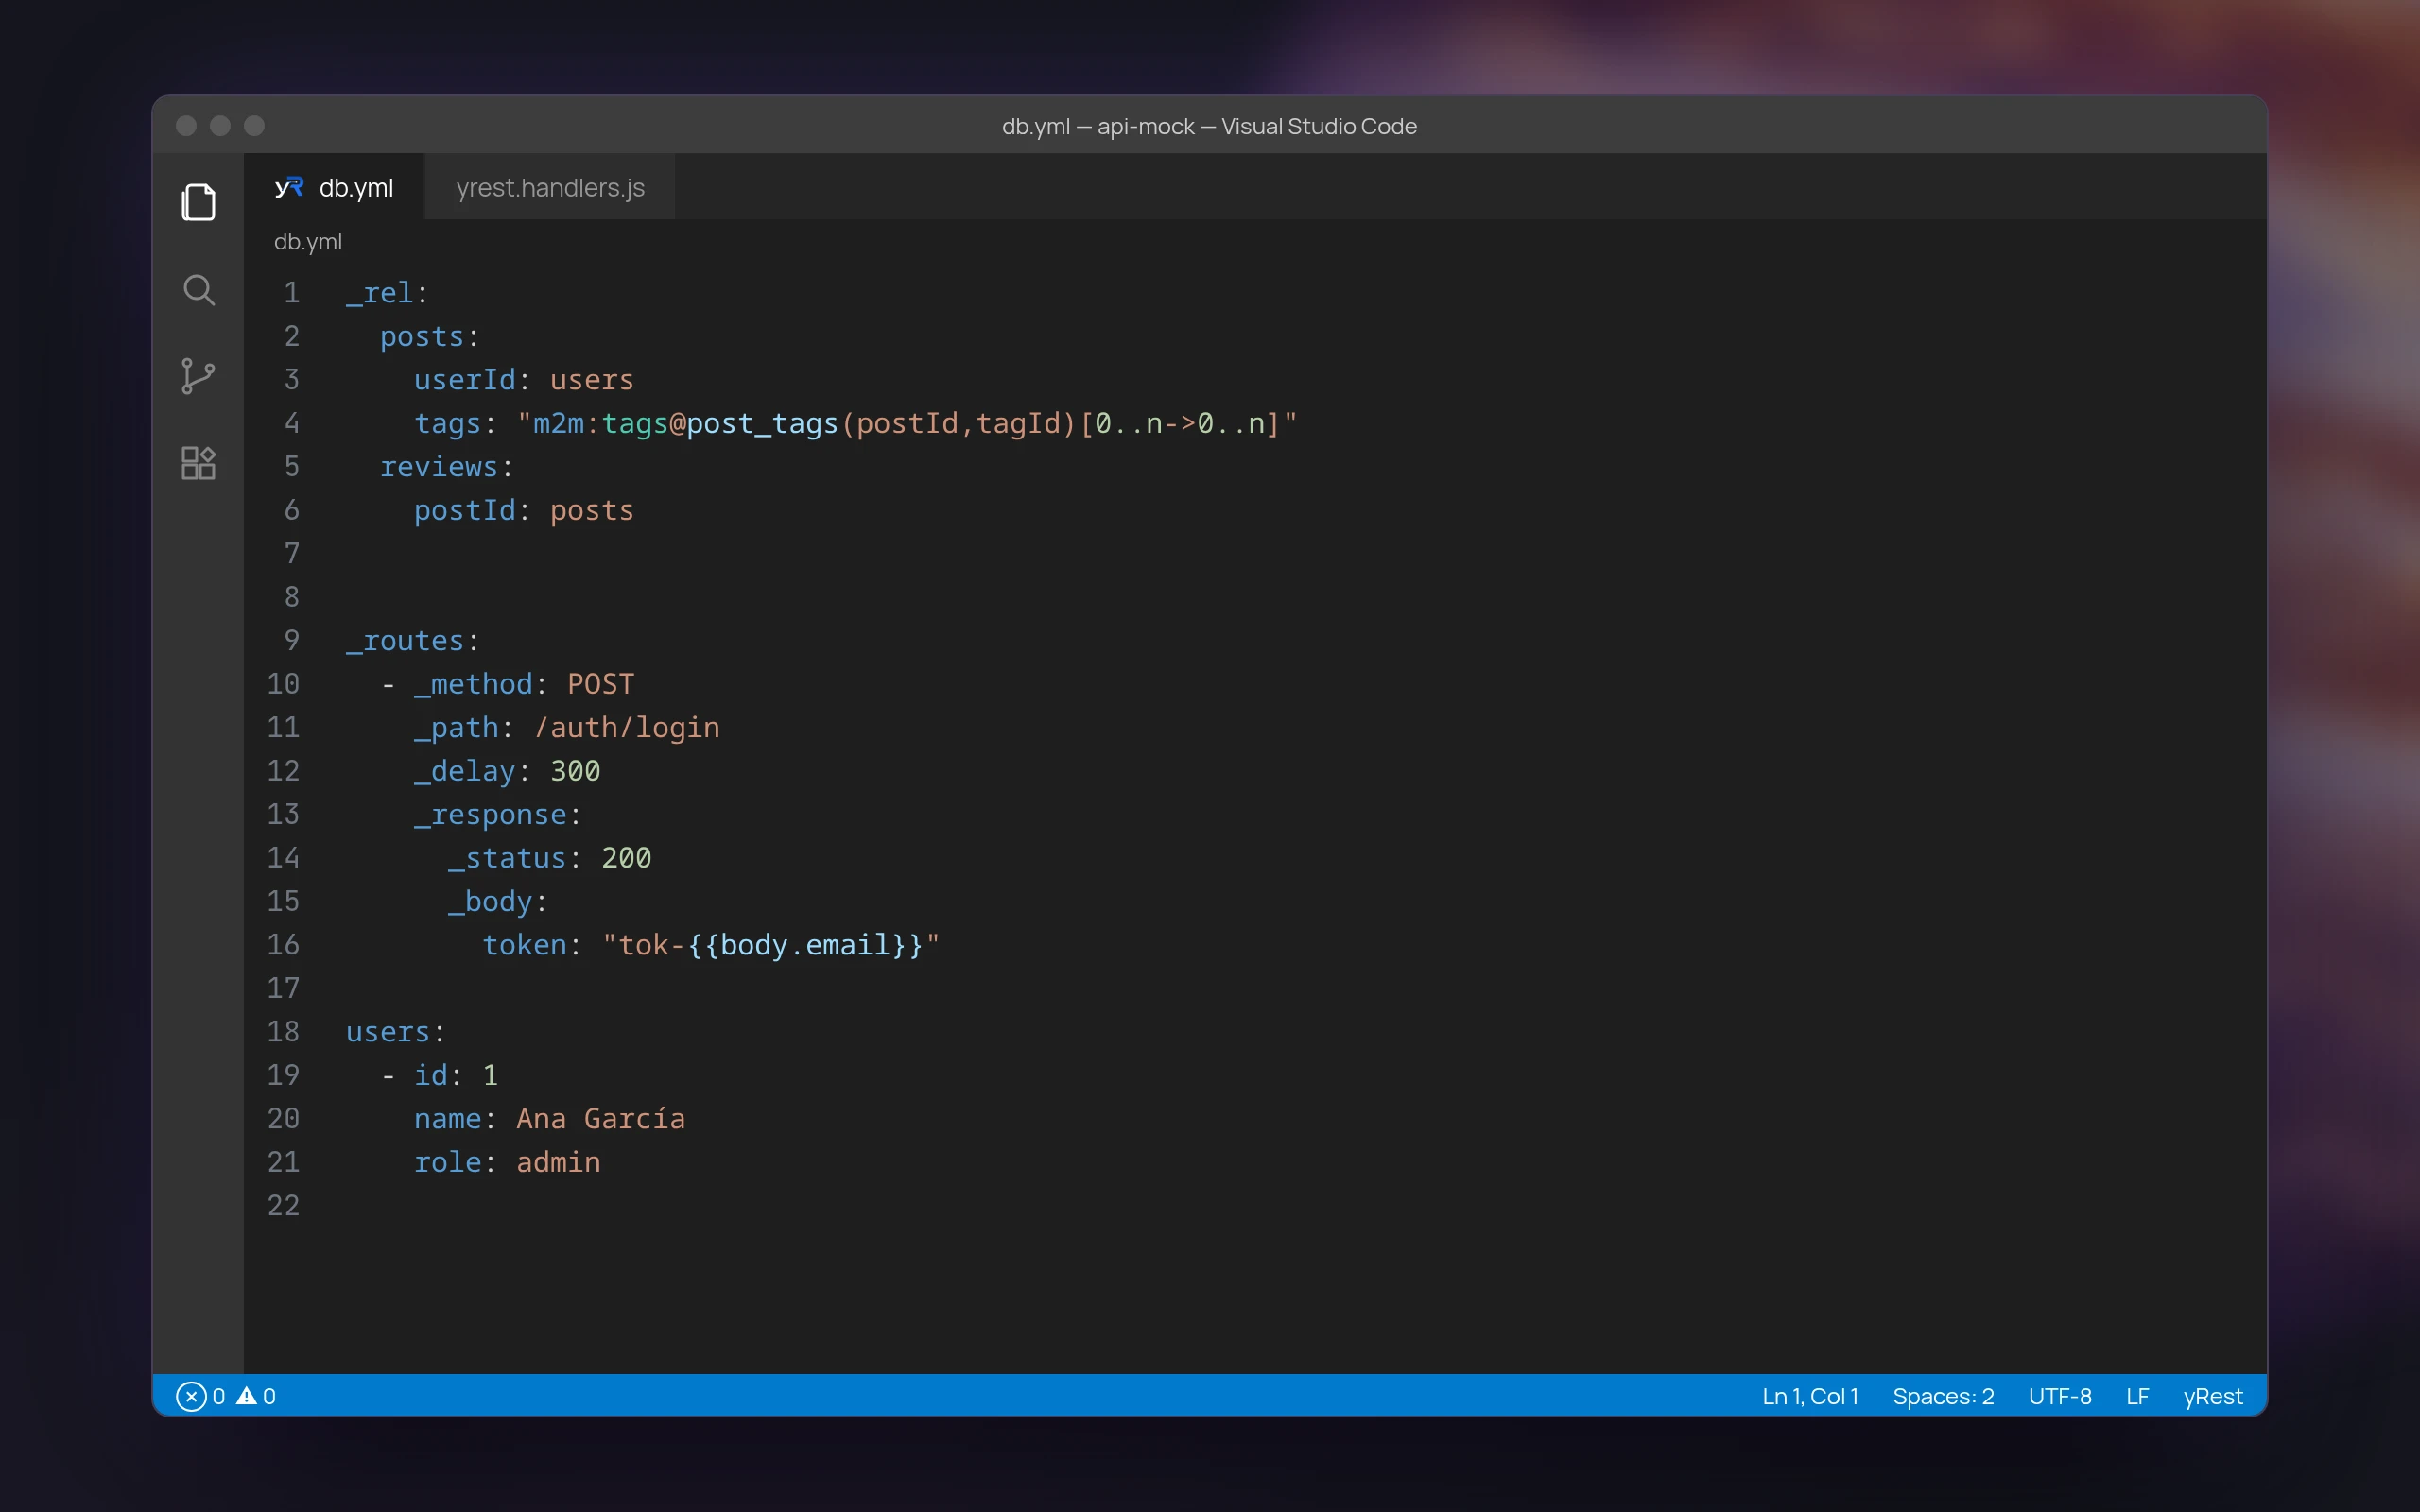 db.yml — api-mock — Visual Studio Code
yR db.yml yrest.handlers.js
db.yml
1 _rel:
2   posts:
3     userId: users
4     tags: "m2m:tags@post_tags(postId,tagId)[0..n->0..n]"
5   reviews:
6     postId: posts
7
8
9 _routes:
10   - _method: POST
11     _path: /auth/login
12     _delay: 300
13     _response:
14       _status: 200
15       _body:
16         token: "tok-{{body.email}}"
17
18 users:
19   - id: 1
20     name: Ana García
21     role: admin
22
0 0 Ln 1, Col 1 Spaces: 2 UTF-8 LF yRest